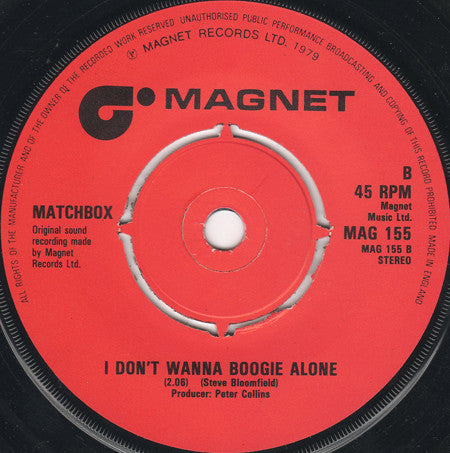 ALL RIGHTS OF THE MANUFACTURER AND OF THE OWNER OF THE RECORDED WORK RESERVED UNAUTHORISED PUBLIC PERFORMANCE BROADCASTING AND COPYING OF THIS RECORD PROHIBITED MADE IN ENGLAND
℗ MAGNET RECORDS LTD. 1979
MAGNET
B
45 RPM
Magnet
Music Ltd.
MAG 155
MAG 155 B
STEREO
MATCHBOX
Original sound
recording made
by Magnet
Records Ltd.
I DON'T WANNA BOOGIE ALONE
(2.06) (Steve Bloomfield)
Producer: Peter Collins